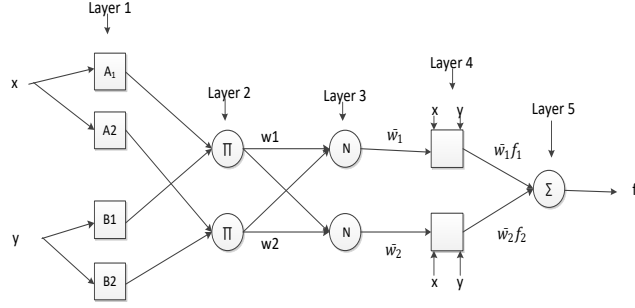 Layer 1
Layer 4
Layer 2
Layer 3
Layer 5
x
A₁
A2
x y
w1
∏
N
w̄₁
w̄₁f₁
Σ
f
y
B1
B2
∏
w2
N
w̄₂
w̄₂f₂
x y